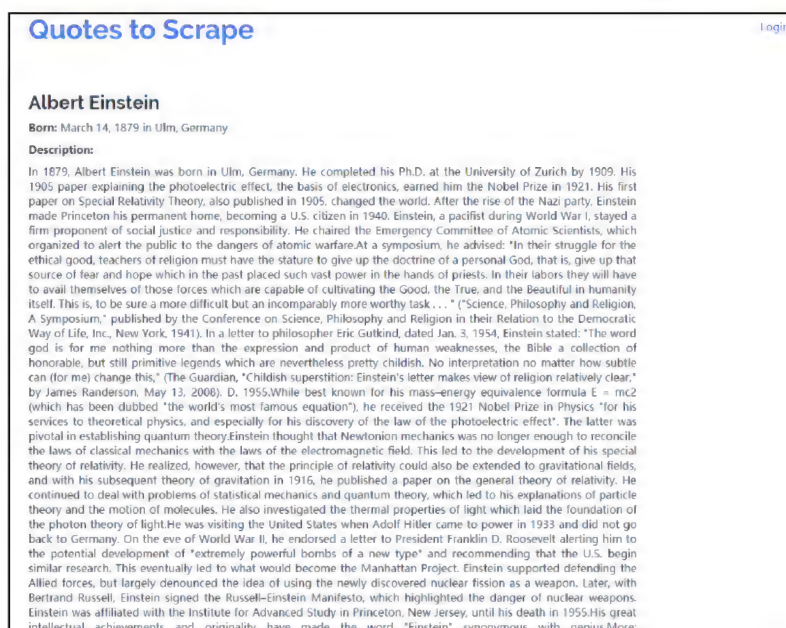 Quotes to Scrape
Login
Albert Einstein
Born: March 14, 1879 in Ulm, Germany
Description:
In 1879, Albert Einstein was born in Ulm, Germany. He completed his Ph.D. at the University of Zurich by 1909. His
1905 paper explaining the photoelectric effect, the basis of electronics, earned him the Nobel Prize in 1921. His first
paper on Special Relativity Theory, also published in 1905, changed the world. After the rise of the Nazi party, Einstein
made Princeton his permanent home, becoming a U.S. citizen in 1940. Einstein, a pacifist during World War I, stayed a
firm proponent of social justice and responsibility. He chaired the Emergency Committee of Atomic Scientists, which
organized to alert the public to the dangers of atomic warfare.At a symposium, he advised: "In their struggle for the
ethical good, teachers of religion must have the stature to give up the doctrine of a personal God, that is, give up that
source of fear and hope which in the past placed such vast power in the hands of priests. In their labors they will have
to avail themselves of those forces which are capable of cultivating the Good, the True, and the Beautiful in humanity
itself. This is, to be sure a more difficult but an incomparably more worthy task . . . " ("Science, Philosophy and Religion,
A Symposium," published by the Conference on Science, Philosophy and Religion in their Relation to the Democratic
Way of Life, Inc., New York, 1941). In a letter to philosopher Eric Gutkind, dated Jan. 3, 1954, Einstein stated: "The word
god is for me nothing more than the expression and product of human weaknesses, the Bible a collection of
honorable, but still primitive legends which are nevertheless pretty childish. No interpretation no matter how subtle
can (for me) change this," (The Guardian, "Childish superstition: Einstein's letter makes view of religion relatively clear,"
by James Randerson, May 13, 2008). D. 1955.While best known for his mass–energy equivalence formula E = mc2
(which has been dubbed "the world's most famous equation"), he received the 1921 Nobel Prize in Physics "for his
services to theoretical physics, and especially for his discovery of the law of the photoelectric effect". The latter was
pivotal in establishing quantum theory.Einstein thought that Newtonion mechanics was no longer enough to reconcile
the laws of classical mechanics with the laws of the electromagnetic field. This led to the development of his special
theory of relativity. He realized, however, that the principle of relativity could also be extended to gravitational fields,
and with his subsequent theory of gravitation in 1916, he published a paper on the general theory of relativity. He
continued to deal with problems of statistical mechanics and quantum theory, which led to his explanations of particle
theory and the motion of molecules. He also investigated the thermal properties of light which laid the foundation of
the photon theory of light.He was visiting the United States when Adolf Hitler came to power in 1933 and did not go
back to Germany. On the eve of World War II, he endorsed a letter to President Franklin D. Roosevelt alerting him to
the potential development of "extremely powerful bombs of a new type" and recommending that the U.S. begin
similar research. This eventually led to what would become the Manhattan Project. Einstein supported defending the
Allied forces, but largely denounced the idea of using the newly discovered nuclear fission as a weapon. Later, with
Bertrand Russell, Einstein signed the Russell–Einstein Manifesto, which highlighted the danger of nuclear weapons.
Einstein was affiliated with the Institute for Advanced Study in Princeton, New Jersey, until his death in 1955.His great
intellectual achievements and originality have made the word "Einstein" synonymous with genius.More: